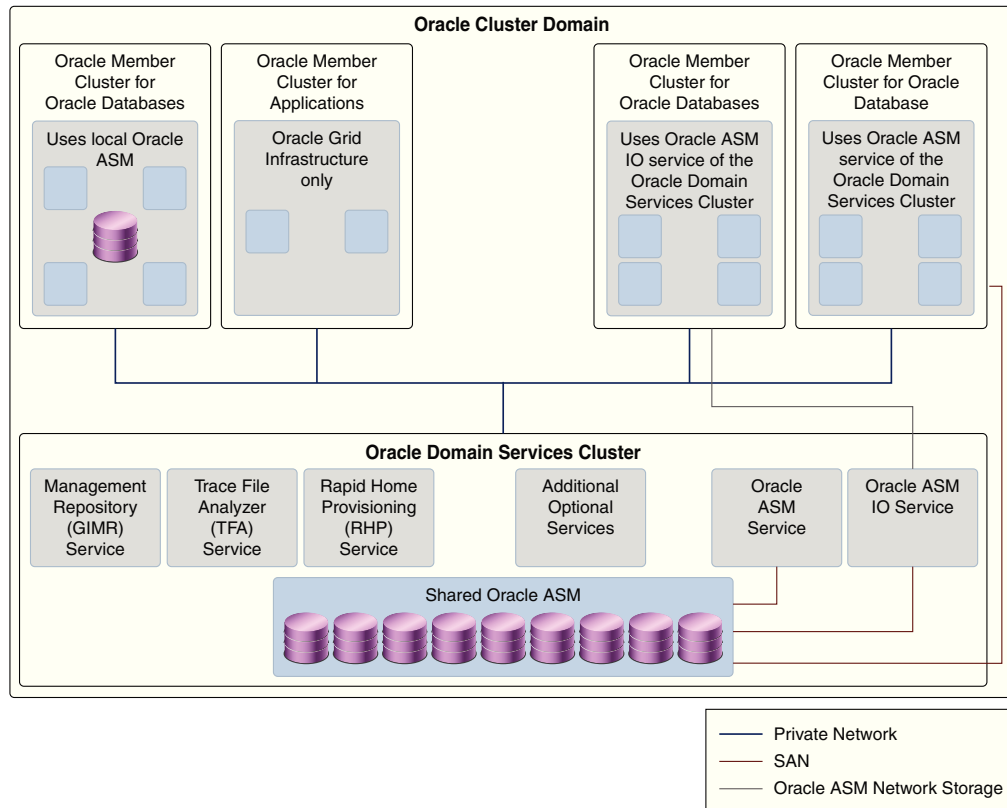 Oracle Cluster Domain
Oracle Member
Cluster for
Oracle Databases
Uses local Oracle
ASM
Oracle Member
Cluster for
Applications
Oracle Grid
Infrastructure
only
Oracle Member
Cluster for
Oracle Databases
Uses Oracle ASM
IO service of the
Oracle Domain
Services Cluster
Oracle Member
Cluster for Oracle
Database
Uses Oracle ASM
service of the
Oracle Domain
Services Cluster
Oracle Domain Services Cluster
Management
Repository
(GIMR)
Service
Trace File
Analyzer
(TFA)
Service
Rapid Home
Provisioning
(RHP)
Service
Additional
Optional
Services
Oracle
ASM
Service
Oracle ASM
IO Service
Shared Oracle ASM
Private Network
SAN
Oracle ASM Network Storage